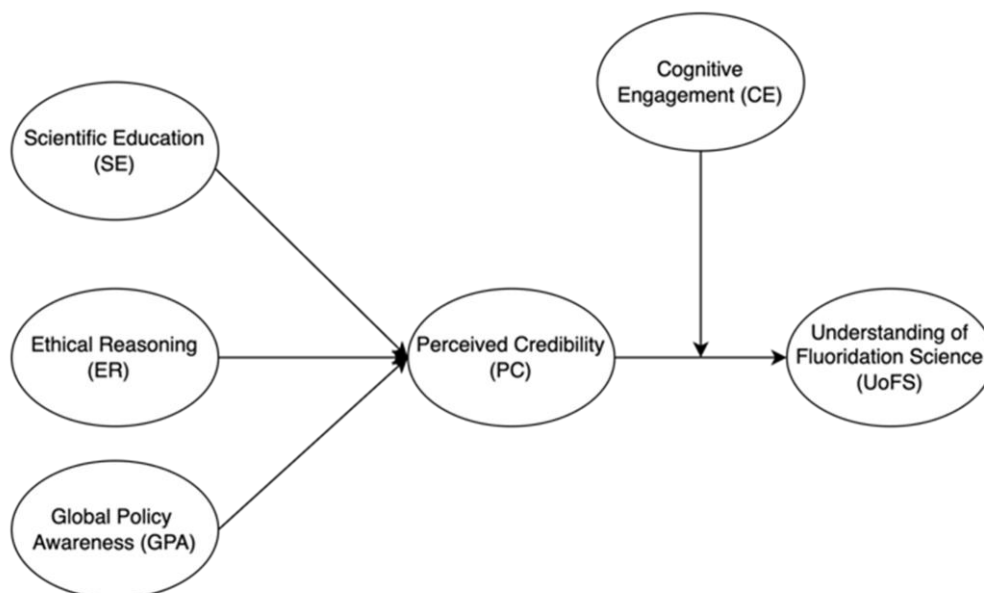 Cognitive
Engagement (CE)
Scientific Education
(SE)
Ethical Reasoning
(ER)
Perceived Credibility
(PC)
Understanding of
Fluoridation Science
(UoFS)
Global Policy
Awareness (GPA)